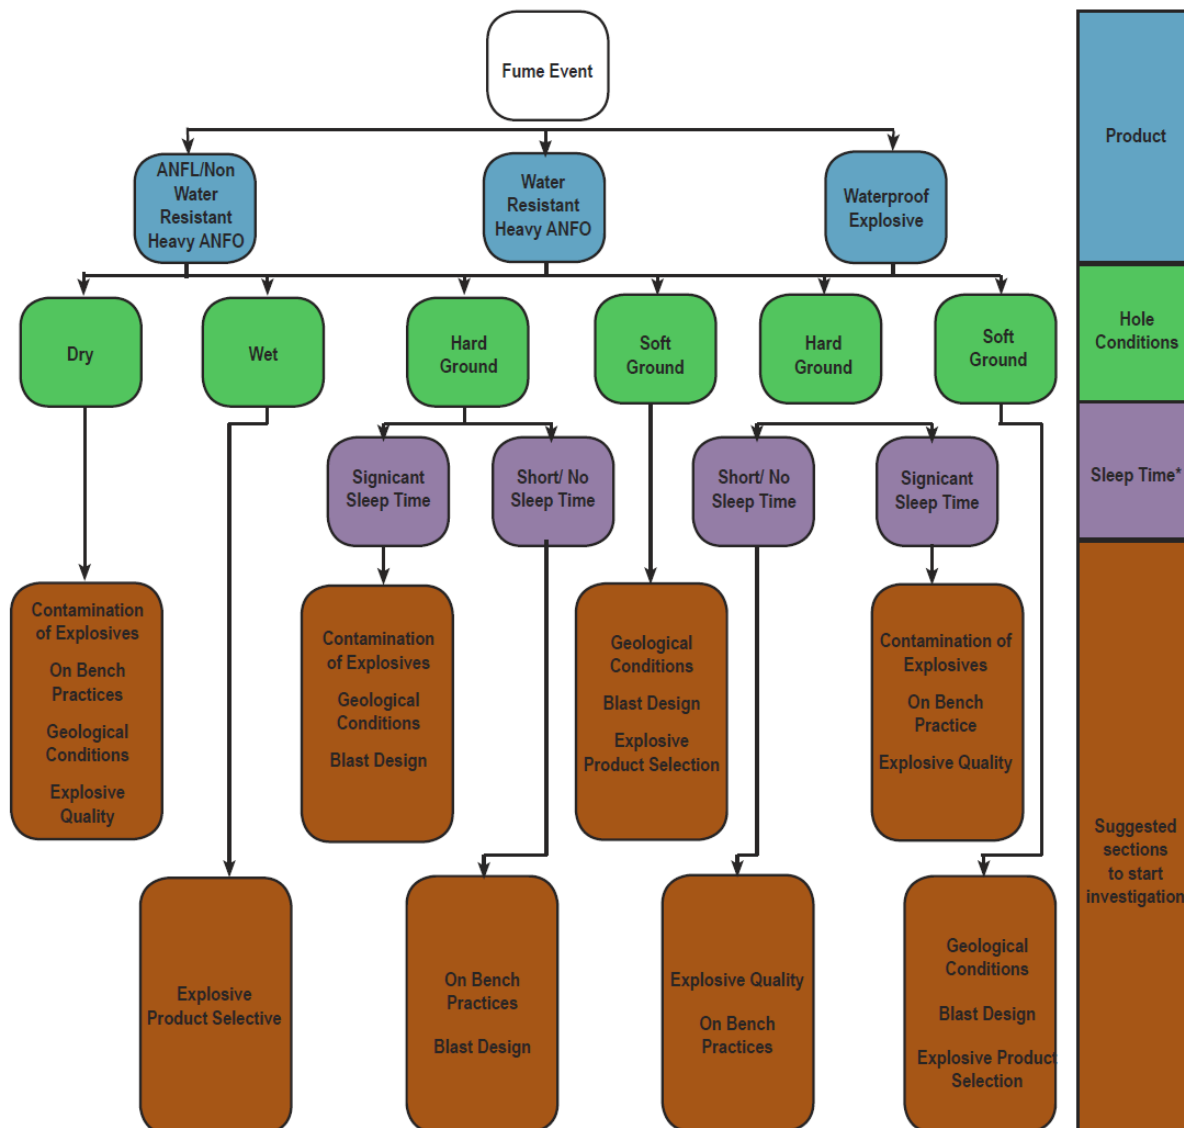 Fume Event
Product
ANFL/Non
Water
Resistant
Heavy ANFO
Water
Resistant
Heavy ANFO
Waterproof
Explosive
Hole
Conditions
Dry
Wet
Hard
Ground
Soft
Ground
Hard
Ground
Soft
Ground
Sleep Time*
Signicant
Sleep Time
Short/ No
Sleep Time
Short/ No
Sleep Time
Signicant
Sleep Time
Suggested
sections
to start
investigation
Contamination
of Explosives
On Bench
Practices
Geological
Conditions
Explosive
Quality
Contamination
of Explosives
Geological
Conditions
Blast Design
Geological
Conditions
Blast Design
Explosive
Product Selection
Contamination of
Explosives
On Bench
Practice
Explosive Quality
Explosive
Product Selective
On Bench
Practices
Blast Design
Explosive Quality
On Bench
Practices
Geological
Conditions
Blast Design
Explosive Product
Selection